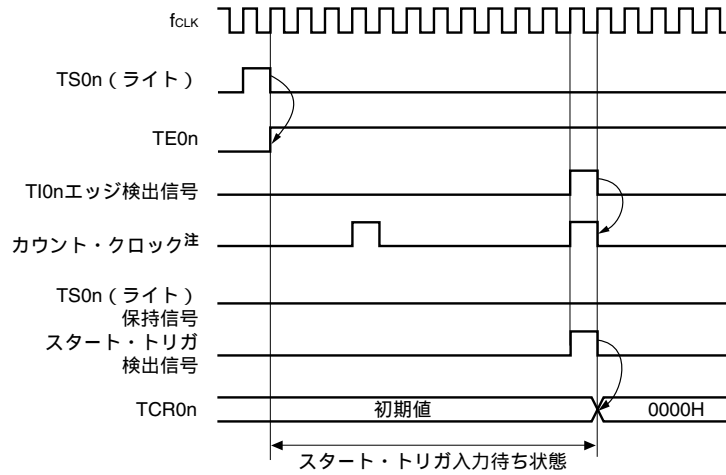 fCLK
TS0n（ライト）
TE0n
TI0nエッジ検出信号
カウント・クロック注
TS0n（ライト）
保持信号
スタート・トリガ
検出信号
TCR0n
初期値
0000H
スタート・トリガ入力待ち状態